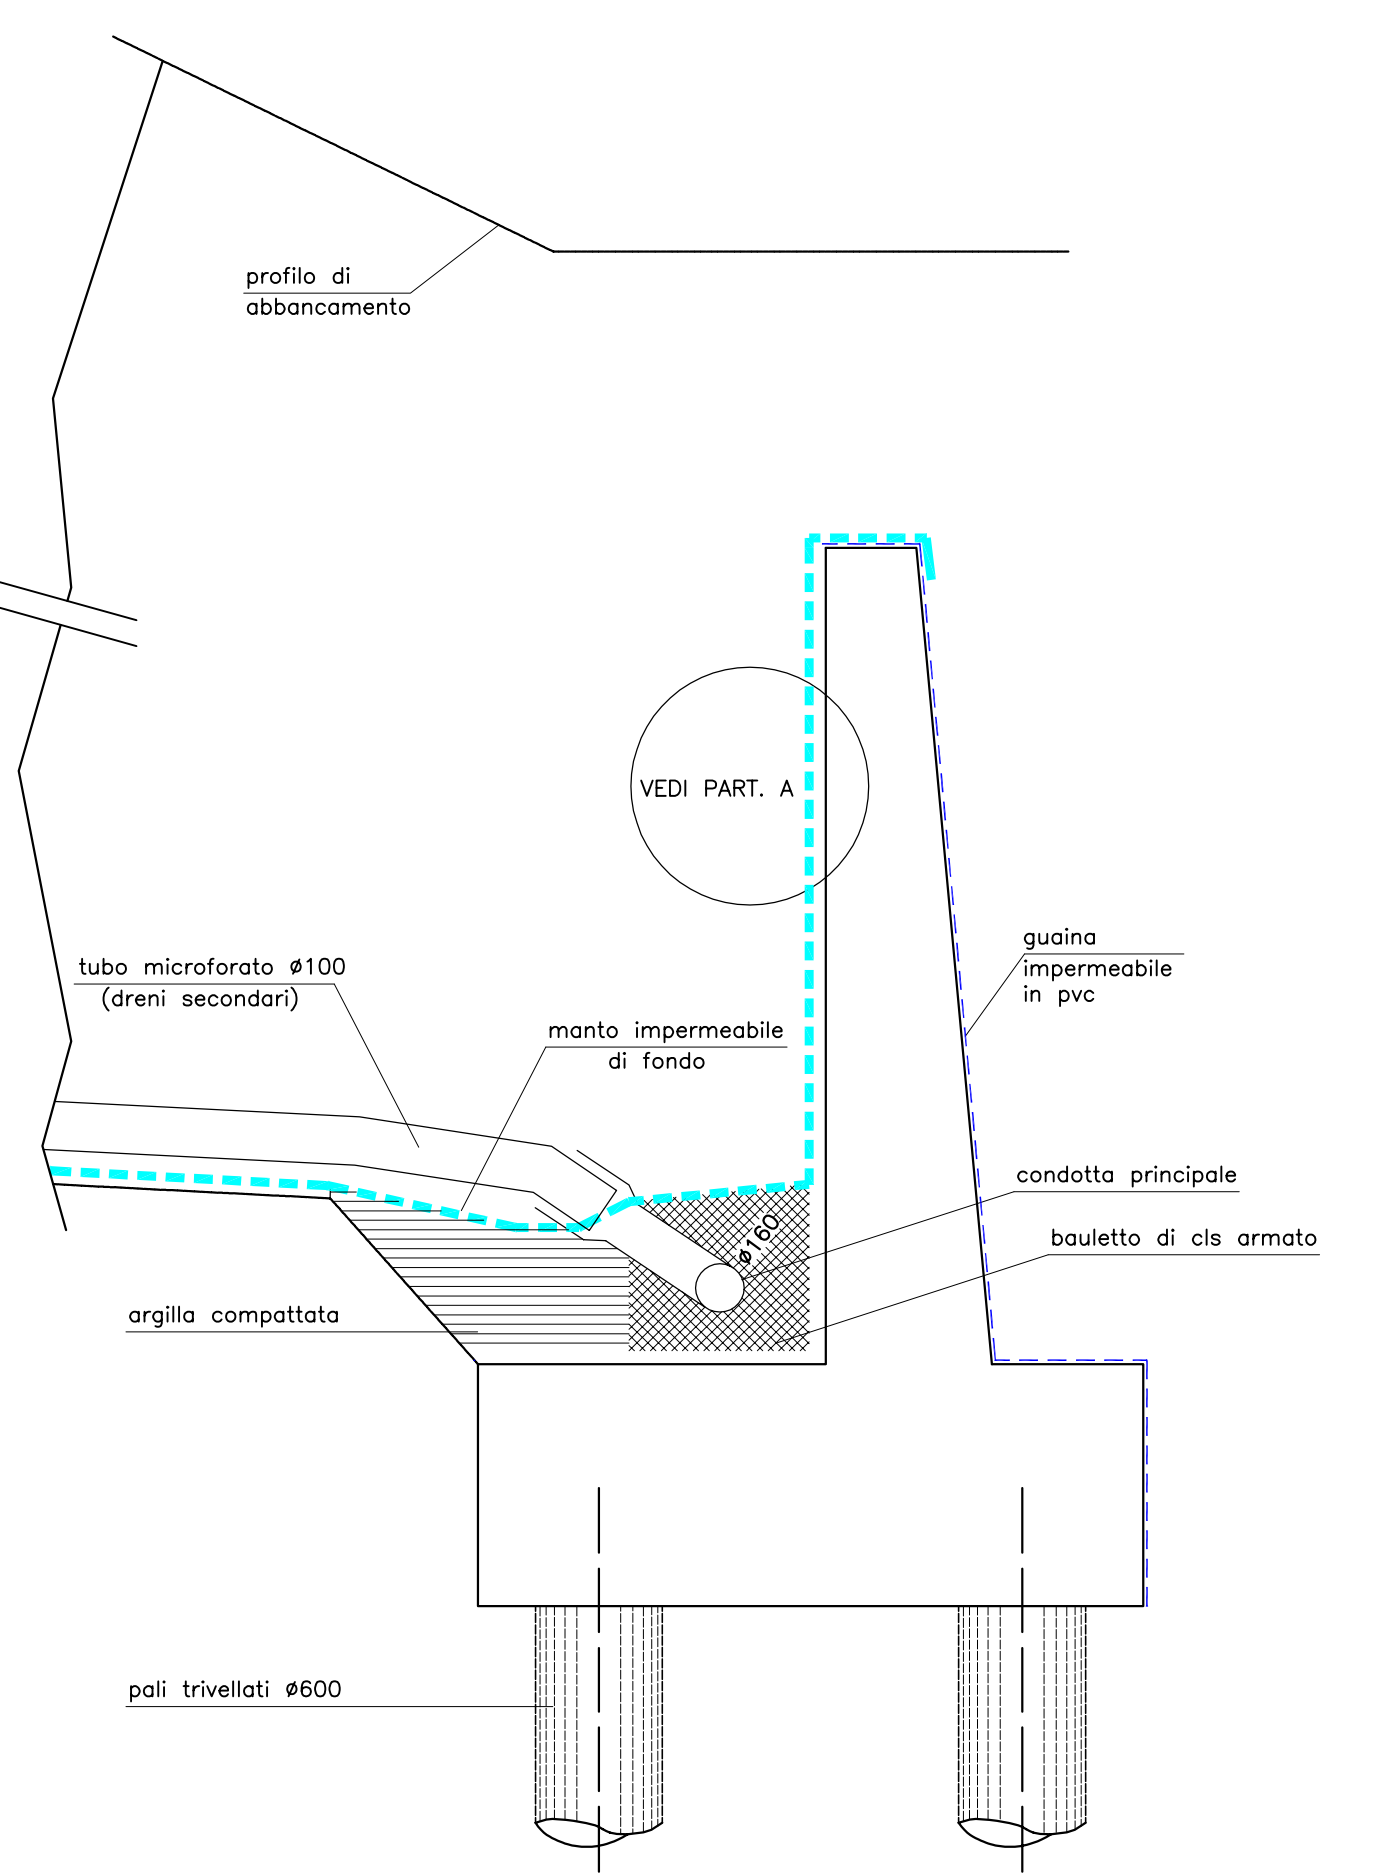 profilo di
abbancamento
VEDI PART. A
guaina
impermeabile
in pvc
tubo microforato ø100
(dreni secondari)
manto impermeabile
di fondo
condotta principale
ø160
bauletto di cls armato
argilla compattata
pali trivellati ø600